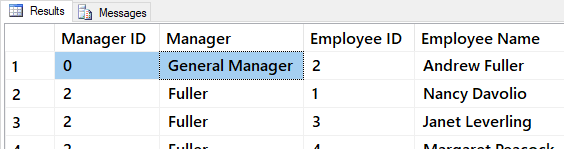 Results Messages
Manager ID Manager Employee ID Employee Name
1 0 General Manager 2 Andrew Fuller
2 2 Fuller 1 Nancy Davolio
3 2 Fuller 3 Janet Leverling
4 2 Fuller 4 Margaret Peacock